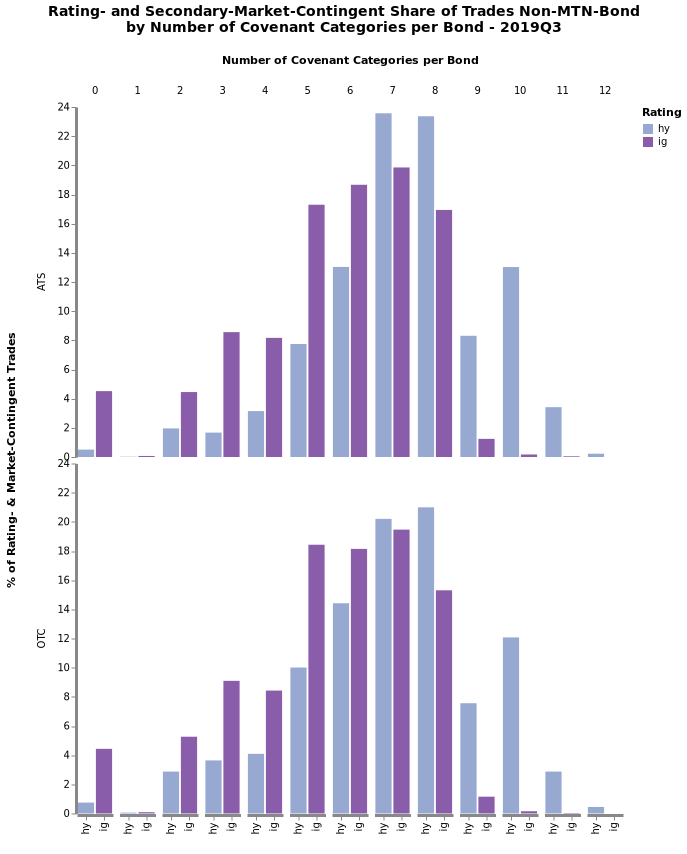 Rating- and Secondary-Market-Contingent Share of Trades Non-MTN-Bond
by Number of Covenant Categories per Bond - 2019Q3
Number of Covenant Categories per Bond
0 1 2 3 4 5 6 7 8 9 10 11 12
Rating
hy
ig
% of Rating- & Market-Contingent Trades
ATS
24
22
20
18
16
14
12
10
8
6
4
2
0
OTC
24
22
20
18
16
14
12
10
8
6
4
2
0
hy ig hy ig hy ig hy ig hy ig hy ig hy ig hy ig hy ig hy ig hy ig hy ig hy ig